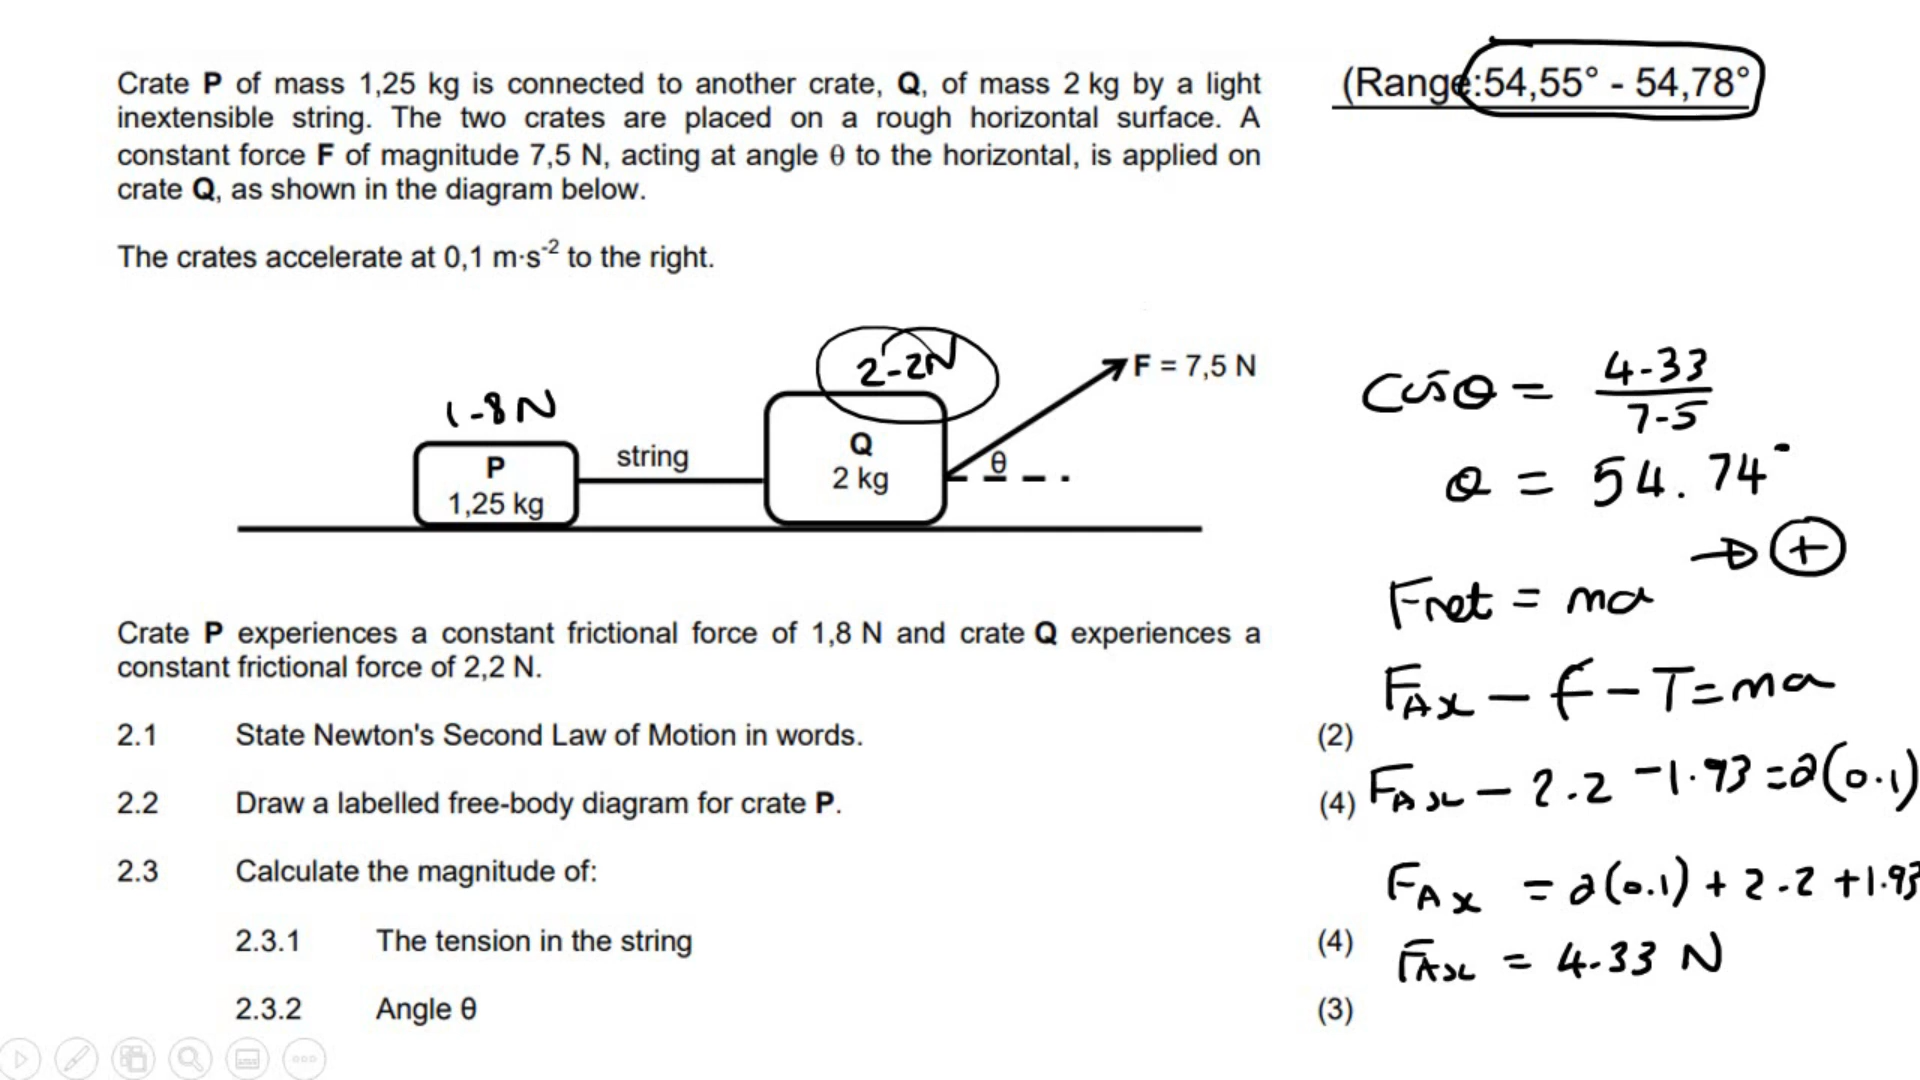 Crate P of mass 1,25 kg is connected to another crate, Q, of mass 2 kg by a light
inextensible string. The two crates are placed on a rough horizontal surface. A
constant force F of magnitude 7,5 N, acting at angle θ to the horizontal, is applied on
crate Q, as shown in the diagram below.
The crates accelerate at 0,1 m·s⁻² to the right.
(Range:54,55° - 54,78°
2-2N
F = 7,5 N
1-8N
string
P
1,25 kg
Q
2 kg
θ
Crate P experiences a constant frictional force of 1,8 N and crate Q experiences a
constant frictional force of 2,2 N.
2.1 State Newton's Second Law of Motion in words. (2)
2.2 Draw a labelled free-body diagram for crate P. (4)
2.3 Calculate the magnitude of:
2.3.1 The tension in the string (4)
2.3.2 Angle θ (3)
cosθ = 4-33/7-5
θ = 54.74°
→ +
Fnet = ma
FAx - f - T = ma
FAx - 2.2 - 1.93 = 2(0.1)
FAx = 2(0.1) + 2-2 + 1.93
FAx = 4-33 N